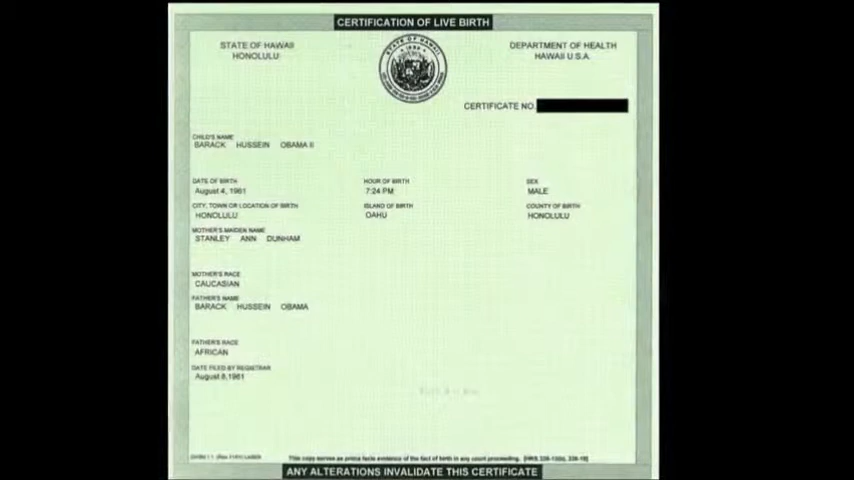 CERTIFICATION OF LIVE BIRTH
STATE OF HAWAII
HONOLULU
DEPARTMENT OF HEALTH
HAWAII U.S.A.
STATE OF HAWAII
1959
CERTIFICATE NO.
CHILD'S NAME
BARACK HUSSEIN OBAMA II
DATE OF BIRTH
HOUR OF BIRTH
SEX
August 4, 1961
7:24 PM
MALE
CITY, TOWN OR LOCATION OF BIRTH
ISLAND OF BIRTH
COUNTY OF BIRTH
HONOLULU
OAHU
HONOLULU
MOTHER'S MAIDEN NAME
STANLEY ANN DUNHAM
MOTHER'S RACE
CAUCASIAN
FATHER'S NAME
BARACK HUSSEIN OBAMA
FATHER'S RACE
AFRICAN
DATE FILED BY REGISTRAR
August 8, 1961
This copy serves as prima facie evidence of the fact of birth in any court proceeding.
ANY ALTERATIONS INVALIDATE THIS CERTIFICATE